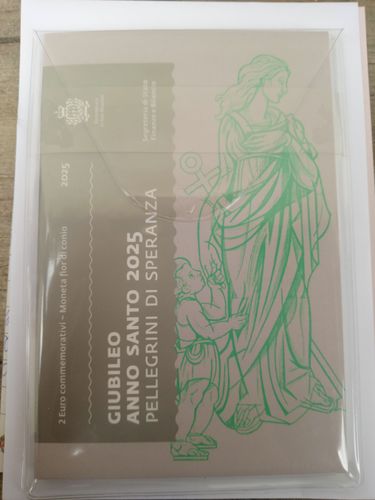 Segreteria di Stato
Finanze e Bilancio
2025
2 Euro commemorativi – Moneta fior di conio
GIUBILEO
ANNO SANTO 2025
PELLEGRINI DI SPERANZA